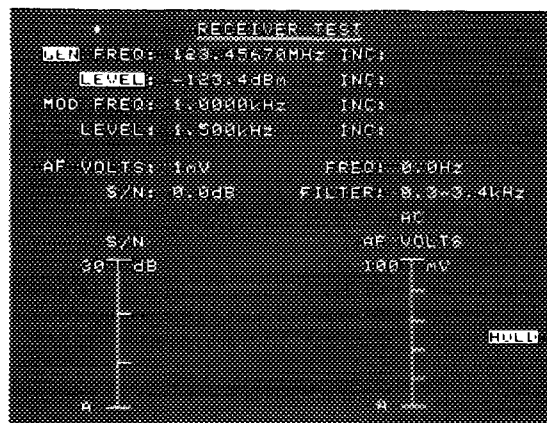 RECEIVER TEST
GEN FREQ: 123.45670MHz INC:
LEVEL: -123.4dBm INC:
MOD FREQ: 1.0000kHz INC:
LEVEL: 1.500kHz INC:
AF VOLTS: 1mV FREQ: 0.0Hz
S/N: 0.0dB FILTER: 0.3~3.4kHz
AC
S/N AF VOLTS
30 dB 100 mV
HOLD
A A